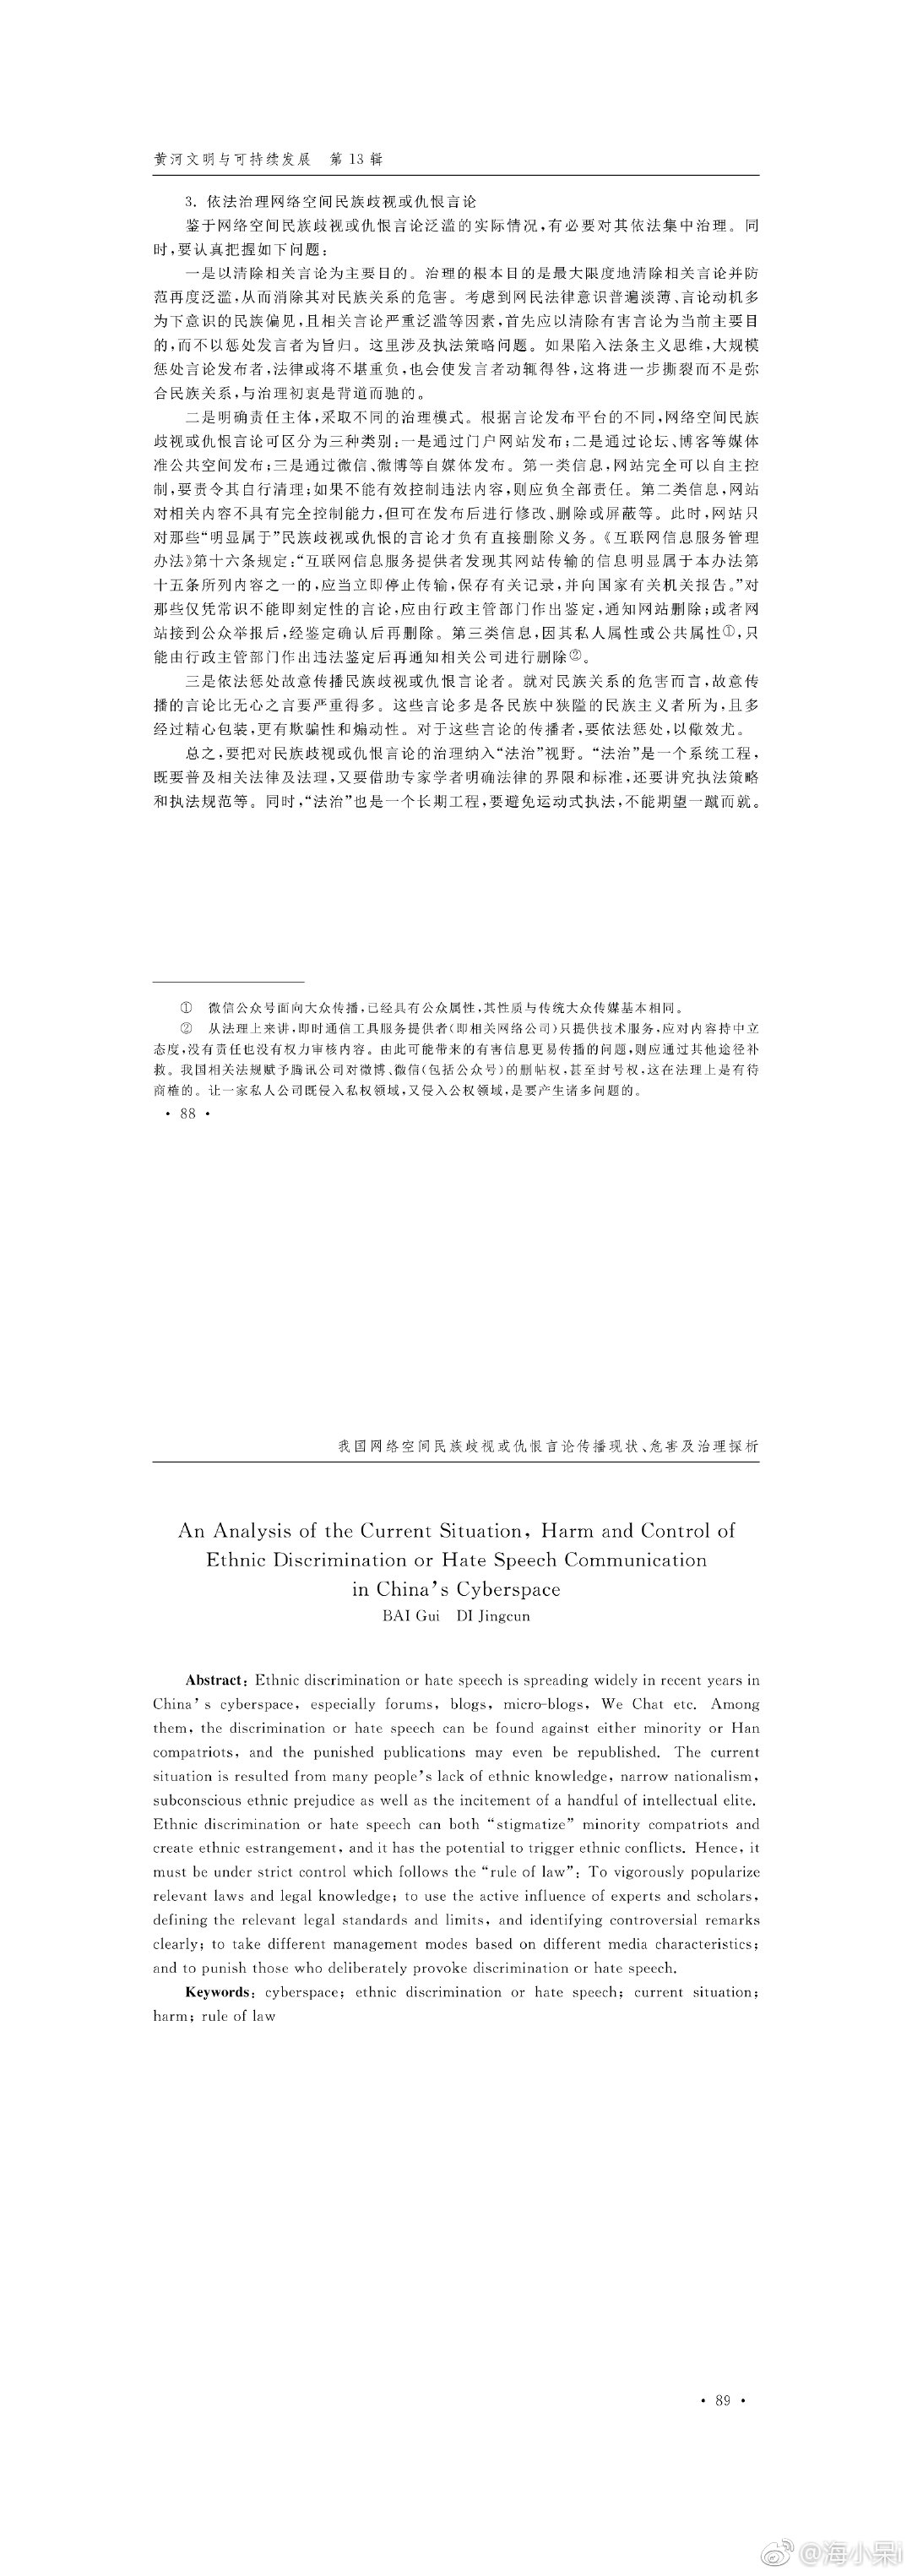 黄河文明与可持续发展　第 13 辑
3. 依法治理网络空间民族歧视或仇恨言论
鉴于网络空间民族歧视或仇恨言论泛滥的实际情况,有必要对其依法集中治理。同
时,要认真把握如下问题:
一是以清除相关言论为主要目的。治理的根本目的是最大限度地清除相关言论并防
范再度泛滥,从而消除其对民族关系的危害。考虑到网民法律意识普遍淡薄、言论动机多
为下意识的民族偏见,且相关言论严重泛滥等因素,首先应以清除有害言论为当前主要目
的,而不以惩处发言者为旨归。这里涉及执法策略问题。如果陷入法条主义思维,大规模
惩处言论发布者,法律或将不堪重负,也会使发言者动辄得咎,这将进一步撕裂而不是弥
合民族关系,与治理初衷是背道而驰的。
二是明确责任主体,采取不同的治理模式。根据言论发布平台的不同,网络空间民族
歧视或仇恨言论可区分为三种类别:一是通过门户网站发布;二是通过论坛、博客等媒体
准公共空间发布;三是通过微信、微博等自媒体发布。第一类信息,网站完全可以自主控
制,要责令其自行清理;如果不能有效控制违法内容,则应负全部责任。第二类信息,网站
对相关内容不具有完全控制能力,但可在发布后进行修改、删除或屏蔽等。此时,网站只
对那些“明显属于”民族歧视或仇恨的言论才负有直接删除义务。《互联网信息服务管理
办法》第十六条规定:“互联网信息服务提供者发现其网站传输的信息明显属于本办法第
十五条所列内容之一的,应当立即停止传输,保存有关记录,并向国家有关机关报告。”对
那些仅凭常识不能即刻定性的言论,应由行政主管部门作出鉴定,通知网站删除;或者网
站接到公众举报后,经鉴定确认后再删除。第三类信息,因其私人属性或公共属性①,只
能由行政主管部门作出违法鉴定后再通知相关公司进行删除②。
三是依法惩处故意传播民族歧视或仇恨言论者。就对民族关系的危害而言,故意传
播的言论比无心之言要严重得多。这些言论多是各民族中狭隘的民族主义者所为,且多
经过精心包装,更有欺骗性和煽动性。对于这些言论的传播者,要依法惩处,以儆效尤。
总之,要把对民族歧视或仇恨言论的治理纳入“法治”视野。“法治”是一个系统工程,
既要普及相关法律及法理,又要借助专家学者明确法律的界限和标准,还要讲究执法策略
和执法规范等。同时,“法治”也是一个长期工程,要避免运动式执法,不能期望一蹴而就。
①　微信公众号面向大众传播,已经具有公众属性,其性质与传统大众传媒基本相同。
②　从法理上来讲,即时通信工具服务提供者(即相关网络公司)只提供技术服务,应对内容持中立
态度,没有责任也没有权力审核内容。由此可能带来的有害信息更易传播的问题,则应通过其他途径补
救。我国相关法规赋予腾讯公司对微博、微信(包括公众号)的删帖权,甚至封号权,这在法理上是有待
商榷的。让一家私人公司既侵入私权领域,又侵入公权领域,是要产生诸多问题的。
· 88 ·
我国网络空间民族歧视或仇恨言论传播现状、危害及治理探析
An Analysis of the Current Situation, Harm and Control of
Ethnic Discrimination or Hate Speech Communication
in China’s Cyberspace
BAI Gui　DI Jingcun
Abstract: Ethnic discrimination or hate speech is spreading widely in recent years in
China’s cyberspace, especially forums, blogs, micro-blogs, We Chat etc. Among
them, the discrimination or hate speech can be found against either minority or Han
compatriots, and the punished publications may even be republished. The current
situation is resulted from many people’s lack of ethnic knowledge, narrow nationalism,
subconscious ethnic prejudice as well as the incitement of a handful of intellectual elite.
Ethnic discrimination or hate speech can both “stigmatize” minority compatriots and
create ethnic estrangement, and it has the potential to trigger ethnic conflicts. Hence, it
must be under strict control which follows the “rule of law”: To vigorously popularize
relevant laws and legal knowledge; to use the active influence of experts and scholars,
defining the relevant legal standards and limits, and identifying controversial remarks
clearly; to take different management modes based on different media characteristics;
and to punish those who deliberately provoke discrimination or hate speech.
Keywords: cyberspace; ethnic discrimination or hate speech; current situation;
harm; rule of law
· 89 ·
@海小呆i